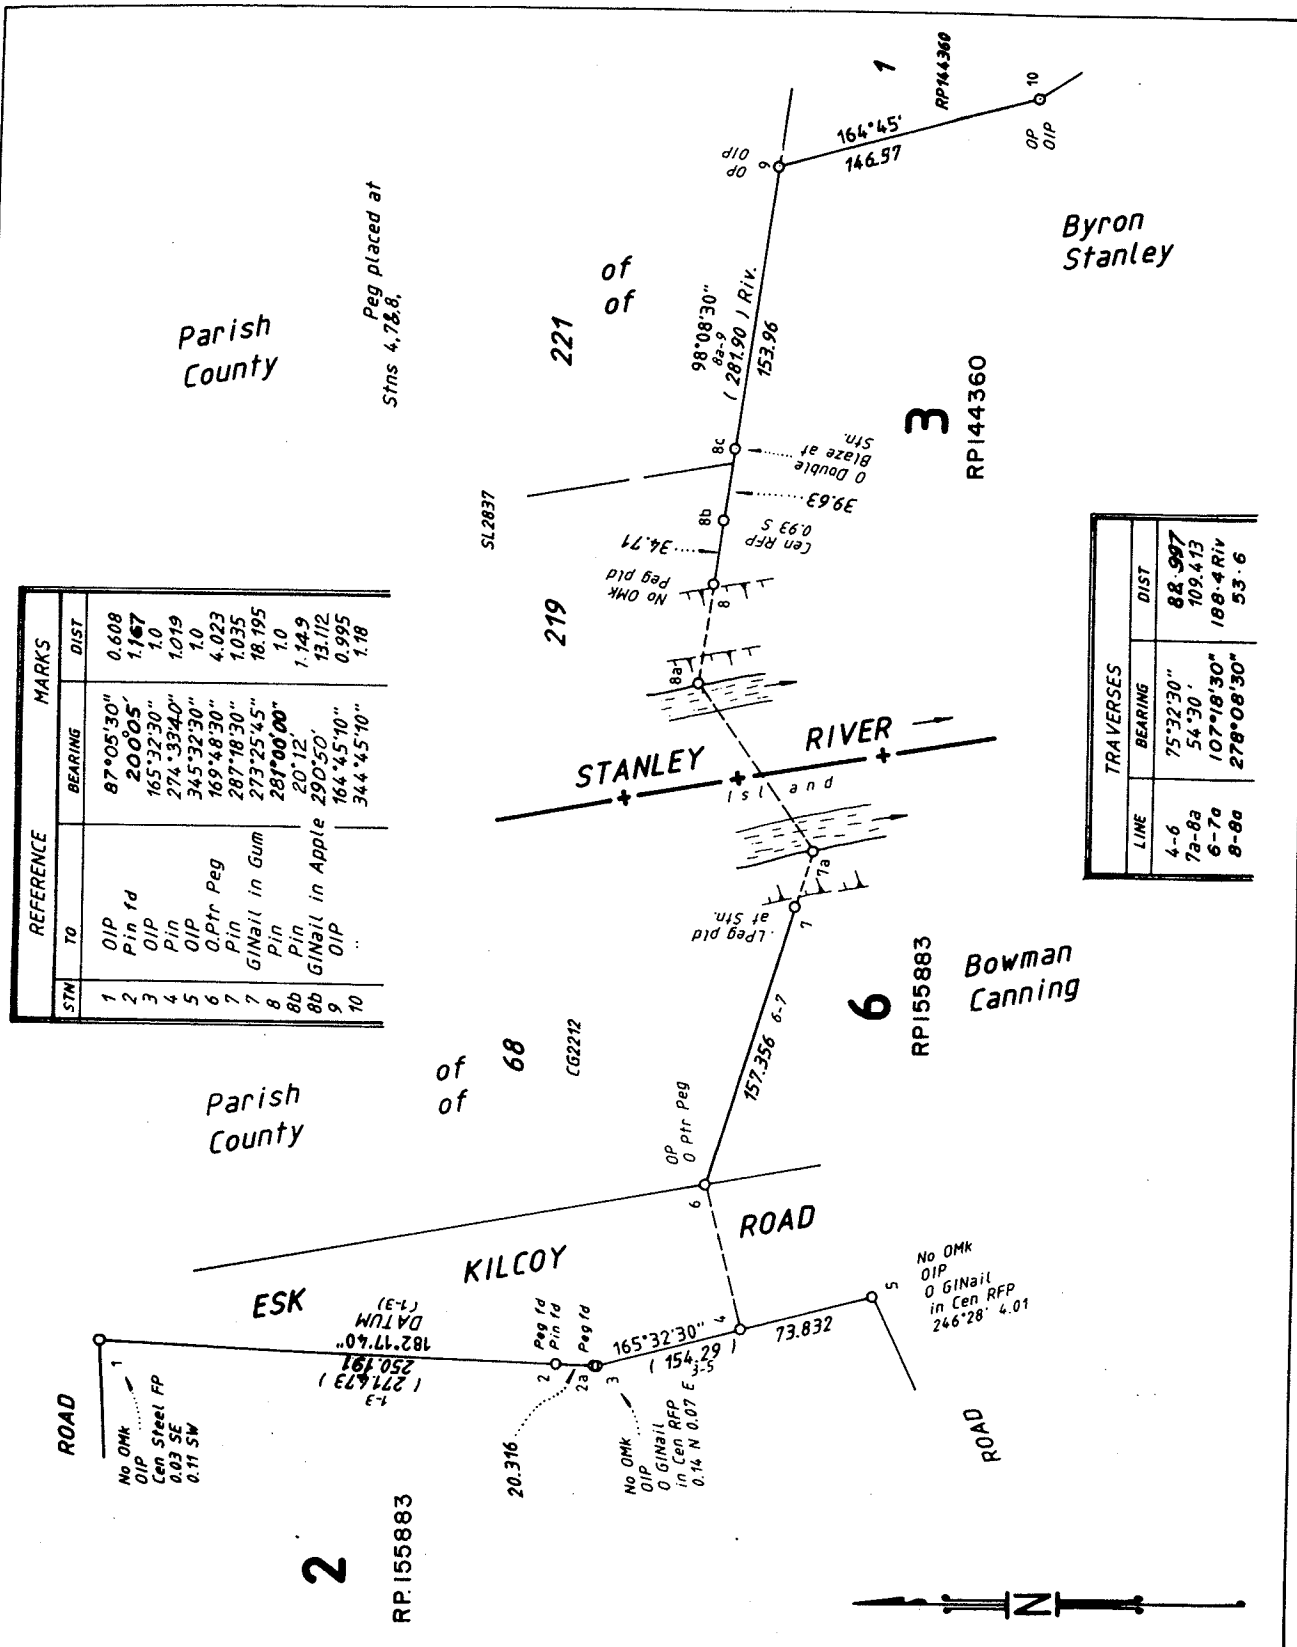 REFERENCE MARKS
STN TO BEARING DIST
1 OIP 87°05'30" 0.608
2 Pin fd 200°05' 1.167
3 OIP 165°32'30" 1.0
4 Pin 274°33'40" 1.019
5 OIP 345°32'30" 1.0
6 O.Ptr Peg 169°48'30" 4.023
7 Pin 287°18'30" 1.035
7 GINail in Gum 273°25'45" 18.195
8 Pin 281°00'00" 1.0
8b Pin 20°12' 1.149
8b GINail in Apple 290°50' 13.112
9 OIP 164°45'10" 0.995
10 .. 344°45'10" 1.18
Parish
County
of
of
Parish
County
of
of
Peg placed at
Stns 4,7&8.
68
CG2212
219
SL2837
221
ROAD
1
No OMk
OIP
Cen Steel FP
0.03 SE
0.11 SW
2
RP.155883
ESK
KILCOY
ROAD
1-3
( 271.473 )
250.191
182°17'40"
DATUM
(1-3)
2
Peg fd
Pin fd
2a
Peg fd
20.316
3
No OMk
OIP
O GINail
in Cen RFP
0.14 N 0.07 E
165°32'30"
( 154.29 )
3-5
4
73.832
5
No OMk
OIP
O GINail
in Cen RFP
246°28' 4.01
ROAD
6
OP
O Ptr Peg
157.356 6-7
7
.LPeg pld
at Stn.
7a
6
RP155883
Bowman
Canning
STANLEY
RIVER
Isl and
8a
8
No OMk
Peg pld
34.71
8b
Cen RFP
0.93 S
39.63
8c
O Double
Blaze at
Stn.
98°08'30"
8a-9
( 281.90 ) Riv.
153.96
9
OP
OIP
164°45'
146.57
1
RP144360
10
OP
OIP
3
RP144360
Byron
Stanley
TRAVERSES
LINE BEARING DIST
4-6 75°32'30" 88.997
7a-8a 54°30' 109.413
6-7a 107°18'30" 188.4 Riv
8-8a 278°08'30" 53.6
N